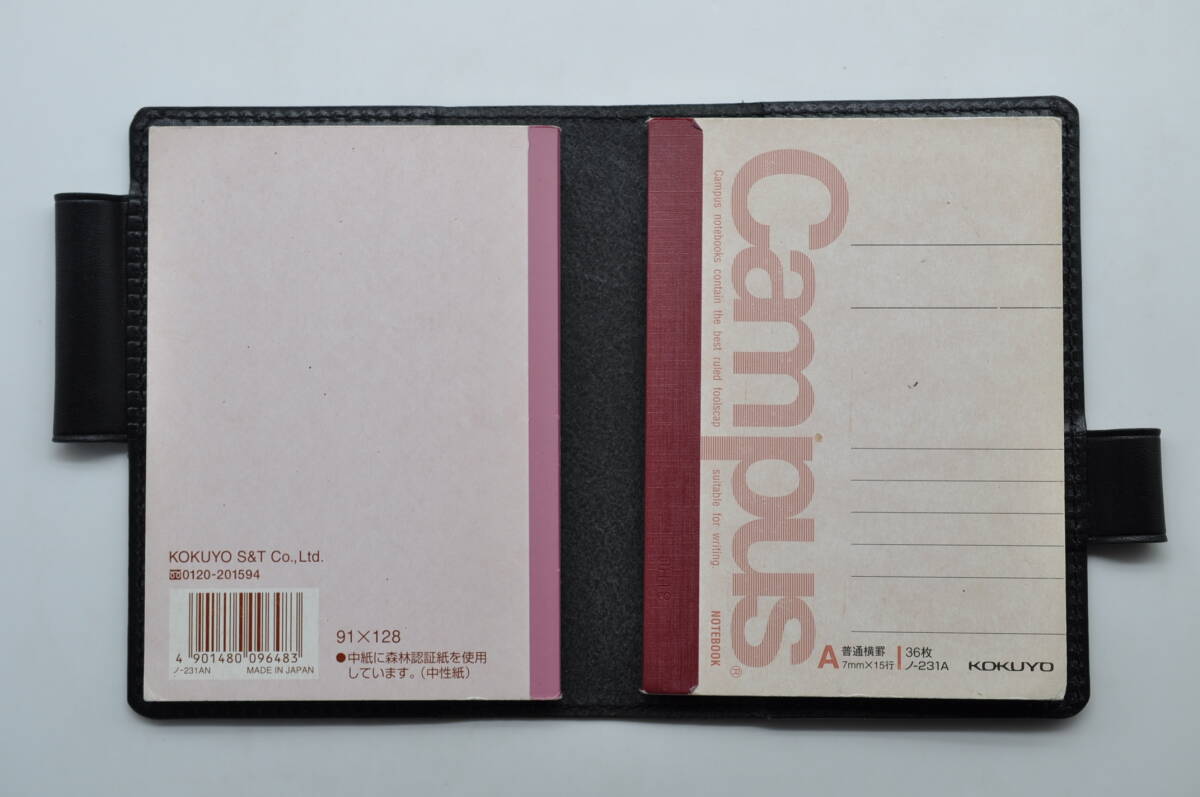 KOKUYO S&T Co.,Ltd.
0120-201594
4 901480 096483
ノ-231AN MADE IN JAPAN
91×128
●中紙に森林認証紙を使用
しています。(中性紙)
Campus
Campus notebooks contain the best ruled foolscap suitable for writing.
NOTEBOOK
®
A 普通横罫
7mm×15行
36枚
ノ-231A
KOKUYO